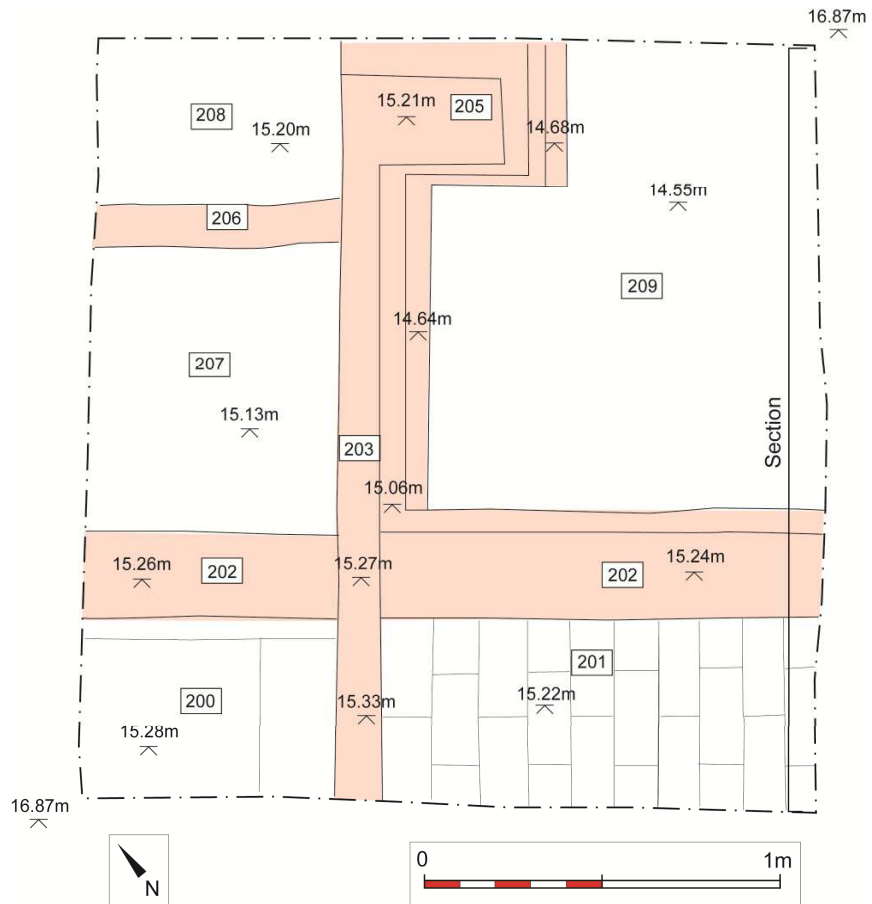 16.87m
15.21m
205
208
15.20m
14.68m
14.55m
206
209
14.64m
207
15.13m
Section
203
15.06m
15.26m
202
15.27m
202
15.24m
201
200
15.33m
15.22m
15.28m
16.87m
N
0
1m